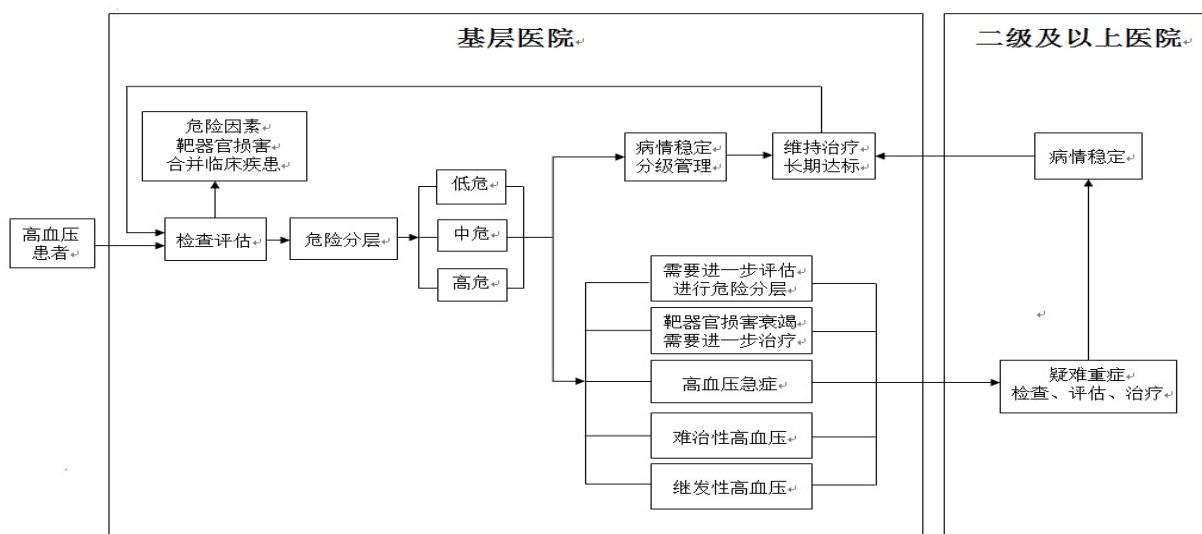 基层医院
二级及以上医院
危险因素
靶器官损害
合并临床疾患
病情稳定
分级管理
维持治疗
长期达标
病情稳定
高血压
患者
检查评估
危险分层
低危
中危
高危
需要进一步评估
进行危险分层
靶器官损害衰竭
需要进一步治疗
高血压急症
难治性高血压
继发性高血压
疑难重症
检查、评估、治疗